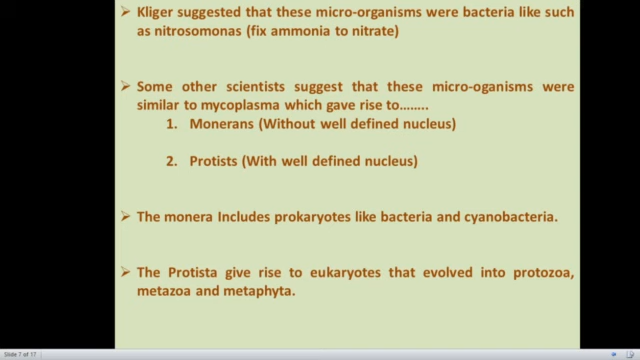 ➢ Kliger suggested that these micro-organisms were bacteria like such
as nitrosomonas (fix ammonia to nitrate)
➢ Some other scientists suggest that these micro-oganisms were
similar to mycoplasma which gave rise to……..
1. Monerans (Without well defined nucleus)
2. Protists (With well defined nucleus)
➢ The monera Includes prokaryotes like bacteria and cyanobacteria.
➢ The Protista give rise to eukaryotes that evolved into protozoa,
metazoa and metaphyta.
Slide 7 of 17